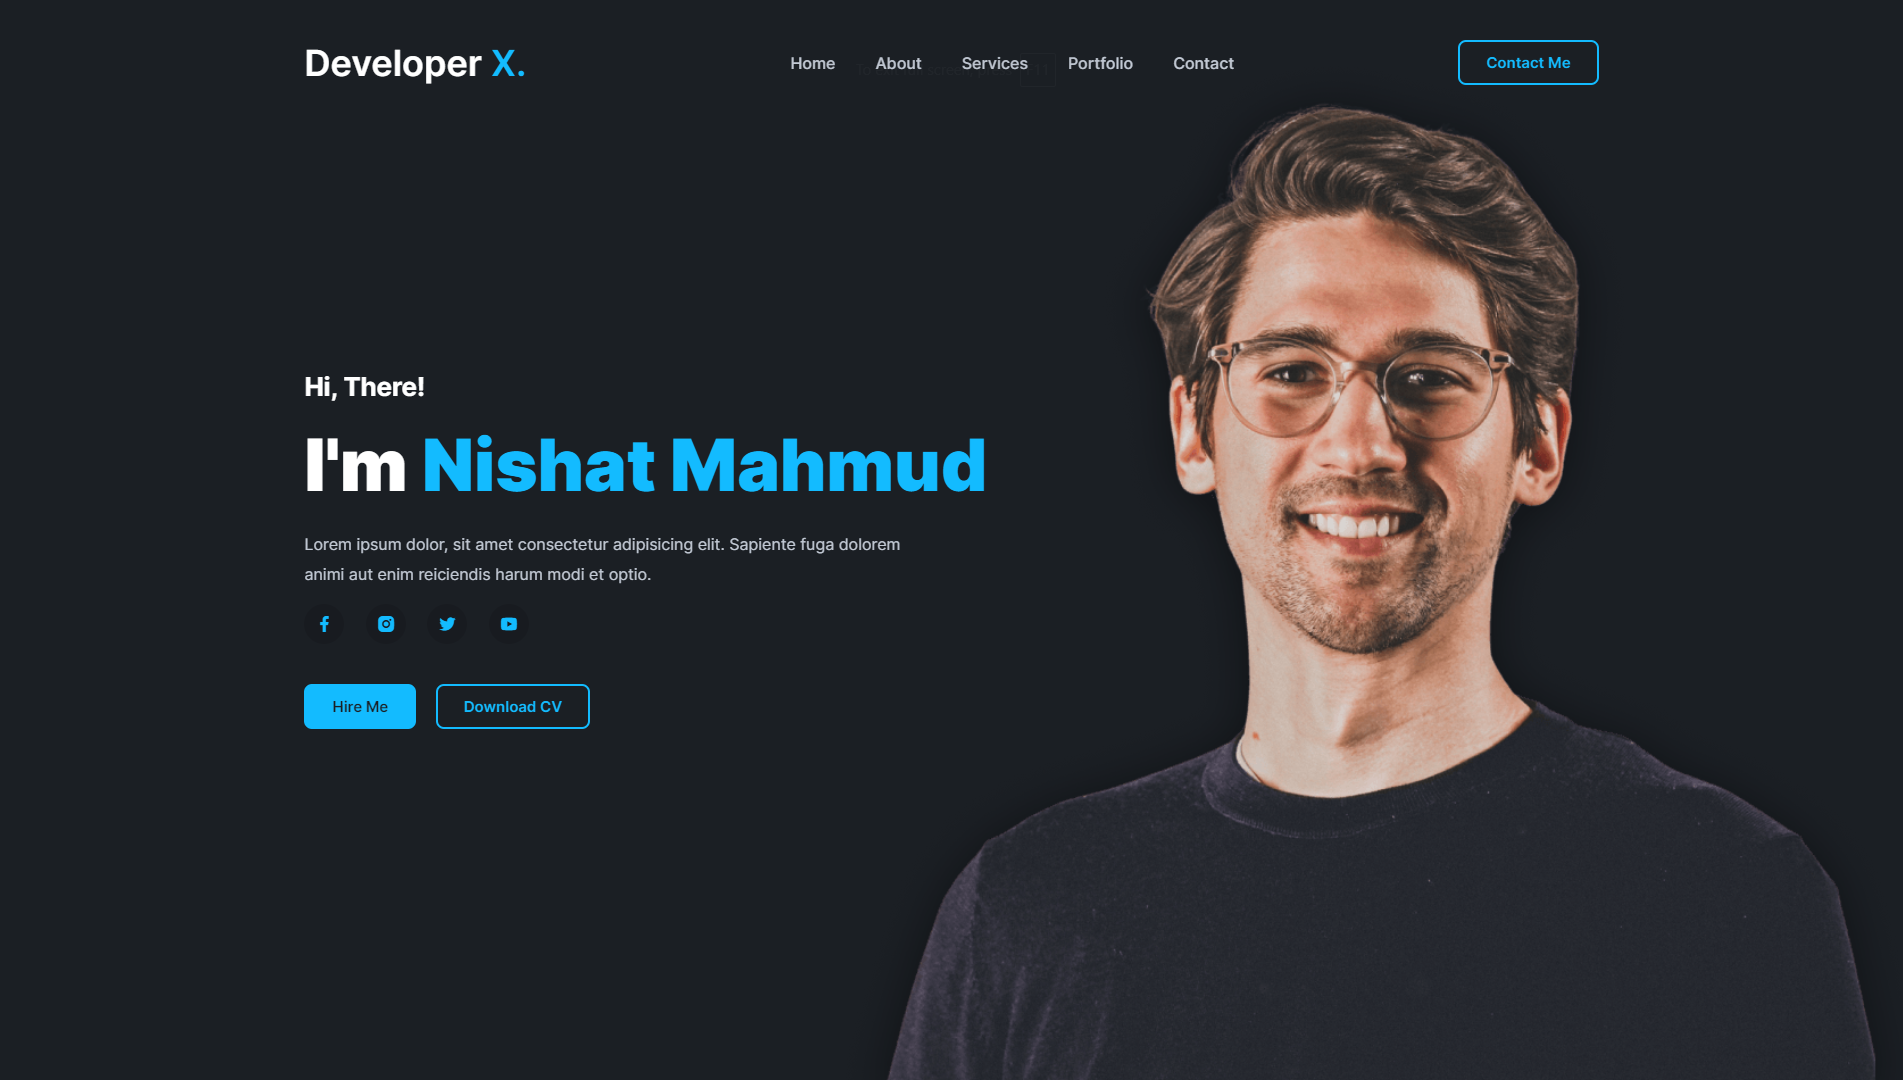 Developer X.
Home
About
Services
Portfolio
Contact
Contact Me
Hi, There!
I'm Nishat Mahmud
Lorem ipsum dolor, sit amet consectetur adipisicing elit. Sapiente fuga dolorem
animi aut enim reiciendis harum modi et optio.
Hire Me
Download CV